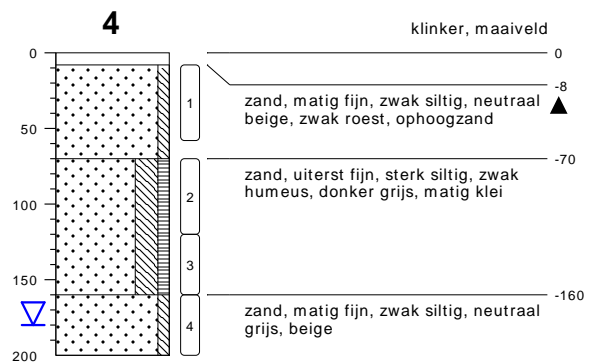 4
klinker, maaiveld
0
0
-8
1
zand, matig fijn, zwak siltig, neutraal
beige, zwak roest, ophoogzand
50
-70
zand, uiterst fijn, sterk siltig, zwak
humeus, donker grijs, matig klei
2
100
3
150
-160
zand, matig fijn, zwak siltig, neutraal
grijs, beige
4
200